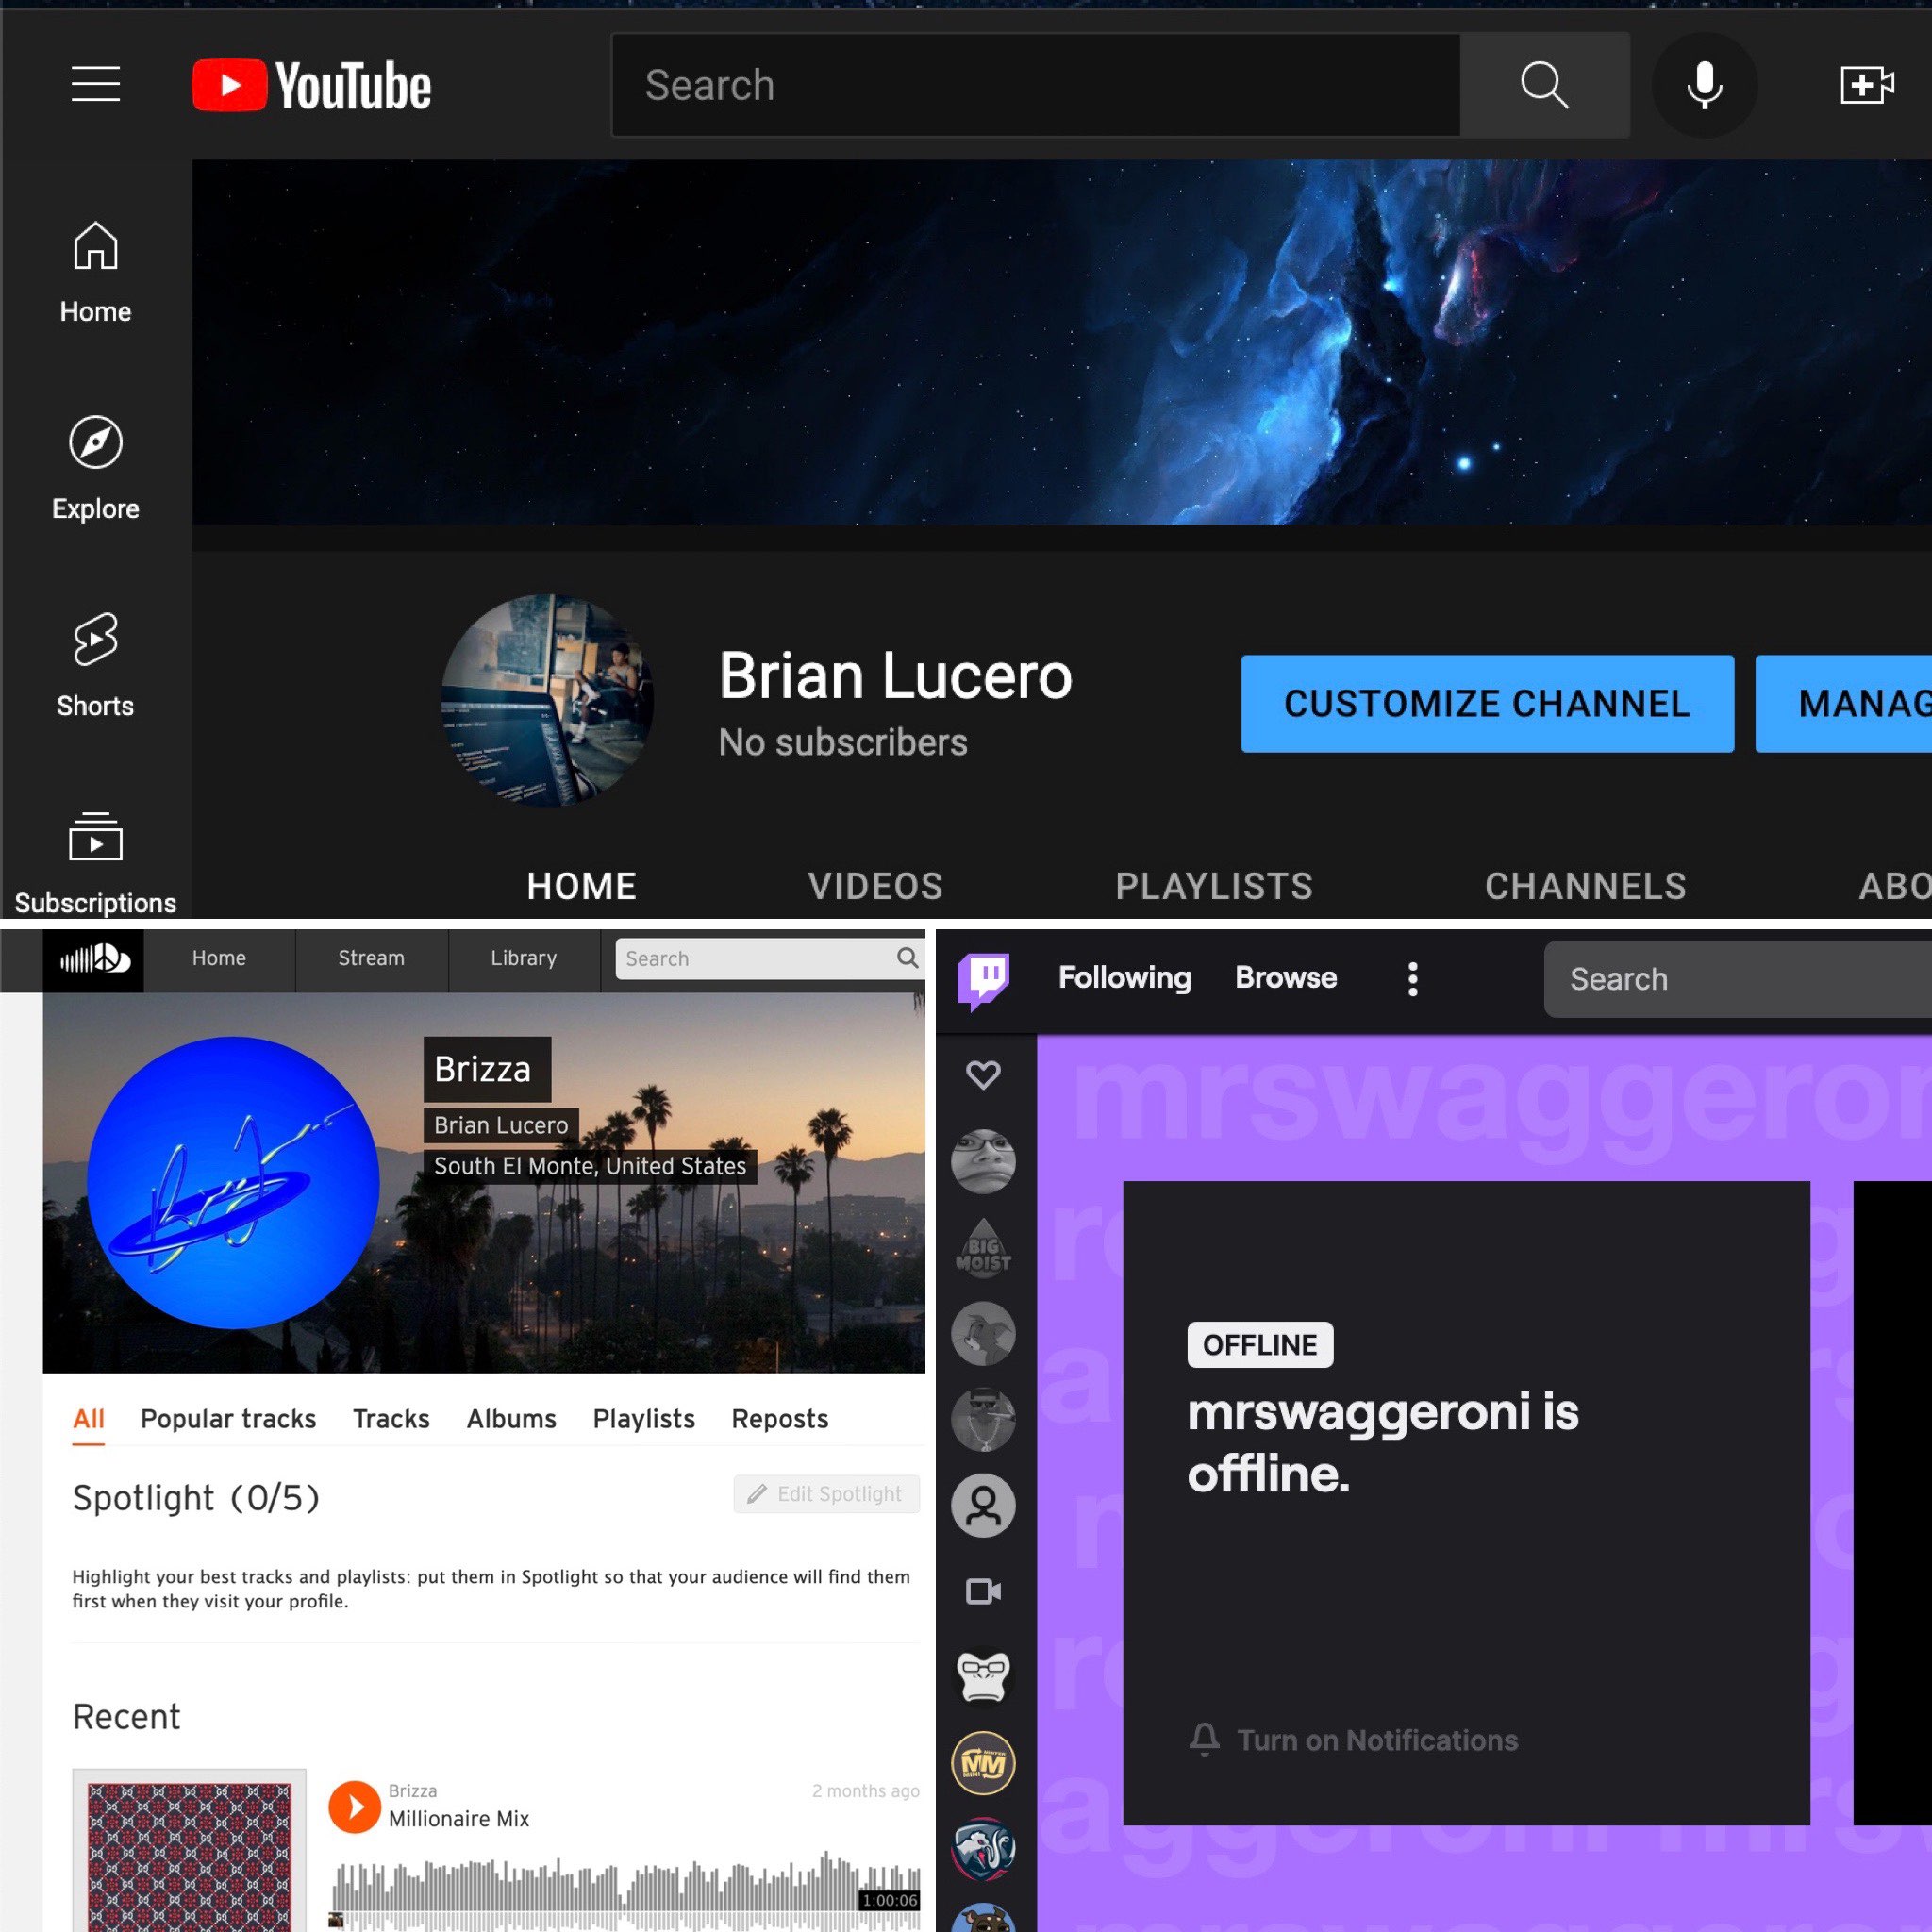 YouTube
Search
Home
Explore
Shorts
Subscriptions
Brian Lucero
No subscribers
CUSTOMIZE CHANNEL
MANAG
HOME VIDEOS PLAYLISTS CHANNELS ABO
Home Stream Library Search
Brizza
Brian Lucero
South El Monte, United States
All Popular tracks Tracks Albums Playlists Reposts
Spotlight (0/5)
Edit Spotlight
Highlight your best tracks and playlists: put them in Spotlight so that your audience will find them
first when they visit your profile.
Recent
Brizza
2 months ago
Millionaire Mix
1:00:06
Following Browse Search
mrswaggeron
BIG
MOIST
OFFLINE
mrswaggeroni is
offline.
Turn on Notifications
MM